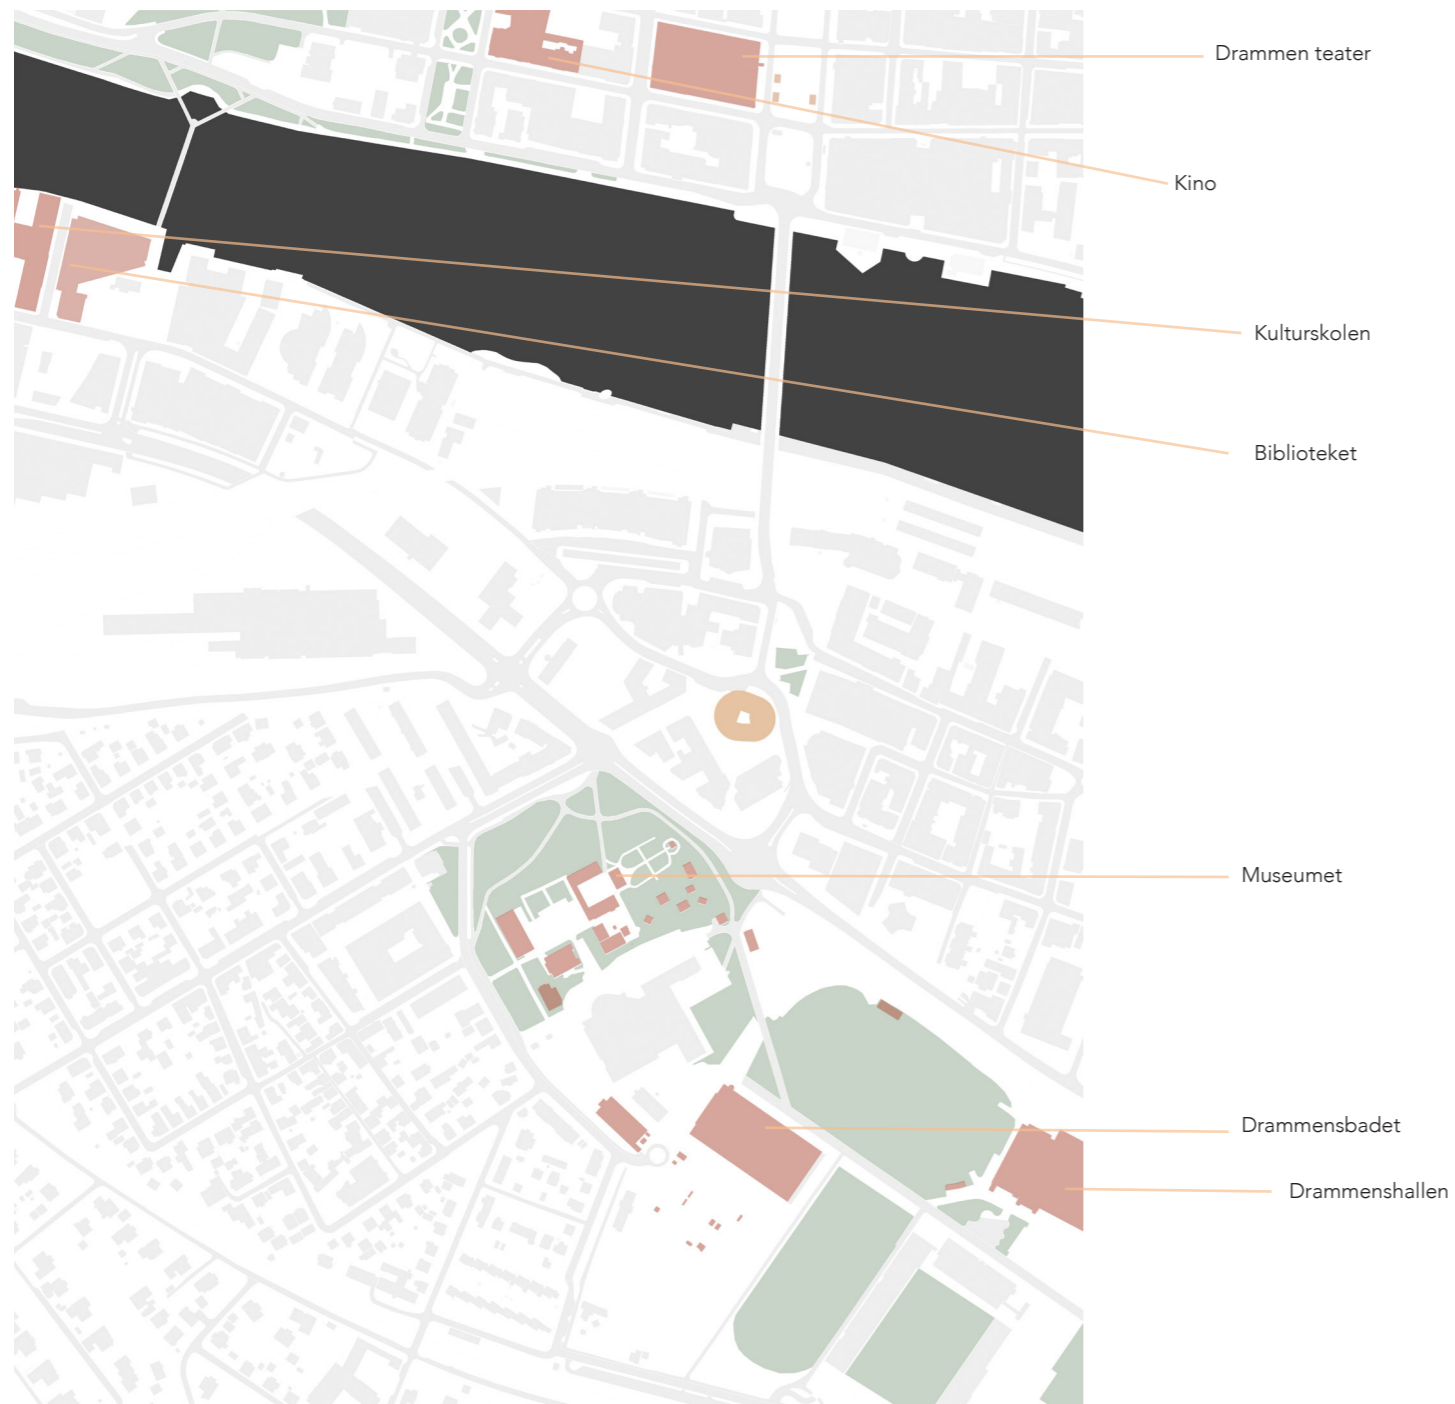 Drammen teater
Kino
Kulturskolen
Biblioteket
Museumet
Drammensbadet
Drammenshallen